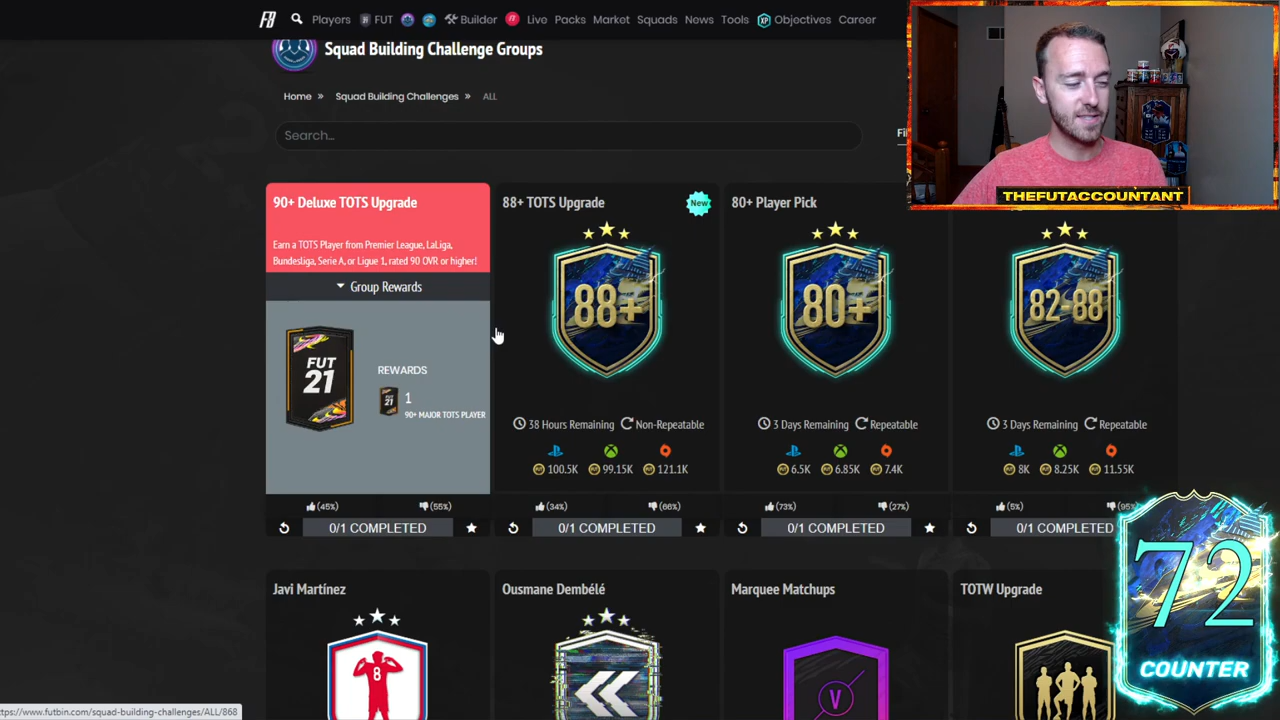 F8 Players FUT Builder Live Packs Market Squads News Tools XP Objectives Career
Squad Building Challenge Groups
Home » Squad Building Challenges » ALL
Search...
THEFUTACCOUNTANT
90+ Deluxe TOTS Upgrade
Earn a TOTS Player from Premier League, LaLiga,
Bundesliga, Serie A, or Ligue 1, rated 90 OVR or higher!
Group Rewards
FUT
21
REWARDS
1
90+ MAJOR TOTS PLAYER
(45%) (55%)
0/1 COMPLETED
88+ TOTS Upgrade New
88+
38 Hours Remaining Non-Repeatable
100.5K 99.15K 121.1K
(34%) (66%)
0/1 COMPLETED
80+ Player Pick
80+
3 Days Remaining Repeatable
6.5K 6.85K 7.4K
(73%) (27%)
0/1 COMPLETED
82-88
3 Days Remaining Repeatable
8K 8.25K 11.55K
(5%) (95%)
0/1 COMPLETED
Javi Martínez
8
Ousmane Dembélé
Marquee Matchups
V
TOTW Upgrade
72
COUNTER
ttps://www.futbin.com/squad-building-challenges/ALL/868